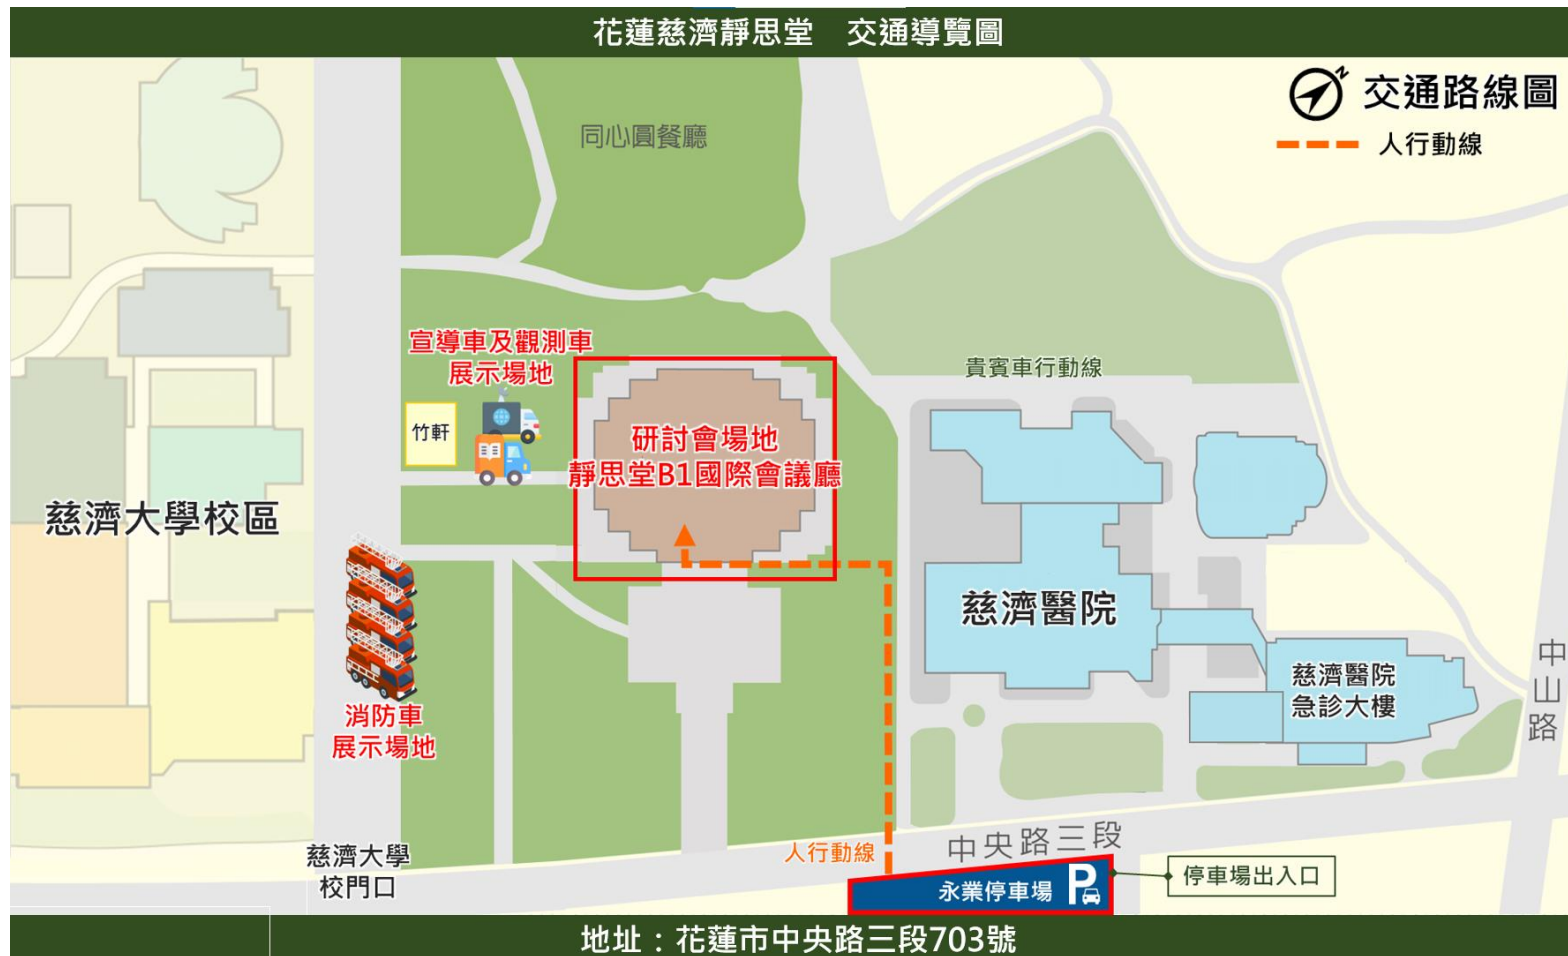 花蓮慈濟靜思堂　交通導覽圖
N
交通路線圖
人行動線
同心圓餐廳
宣導車及觀測車
展示場地
貴賓車行動線
竹軒
研討會場地
靜思堂B1國際會議廳
慈濟大學校區
慈濟醫院
慈濟醫院
急診大樓
中山路
消防車
展示場地
慈濟大學
校門口
人行動線
中央路三段
永業停車場 P
停車場出入口
地址：花蓮市中央路三段703號